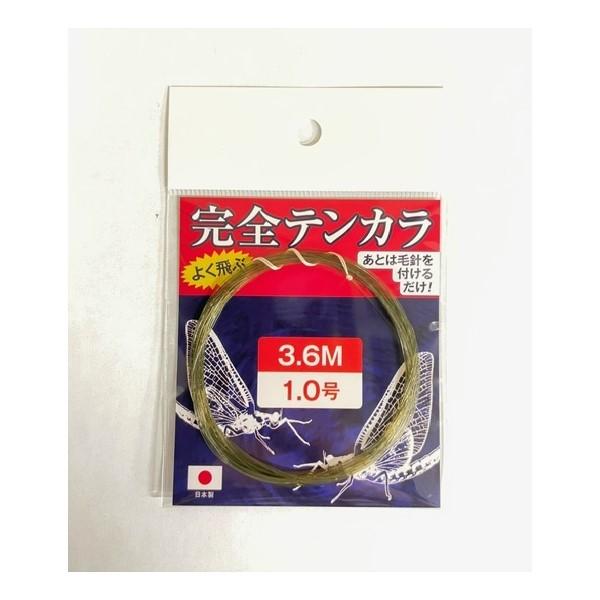 完全テンカラ
よく飛ぶ
あとは毛針を
付ける
だけ!
3.6M
1.0号
日本製